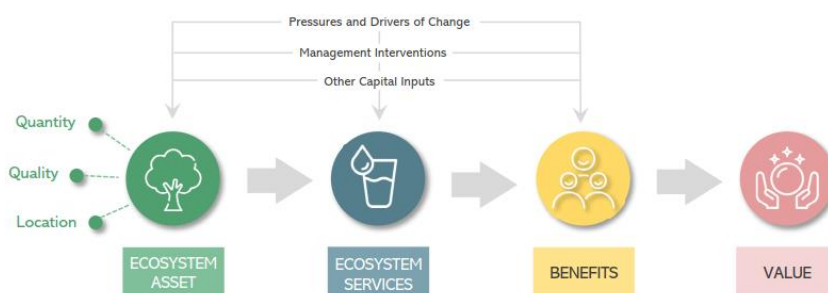 Pressures and Drivers of Change
Management Interventions
Other Capital Inputs
Quantity
Quality
Location
ECOSYSTEM
ASSET
ECOSYSTEM
SERVICES
BENEFITS
VALUE